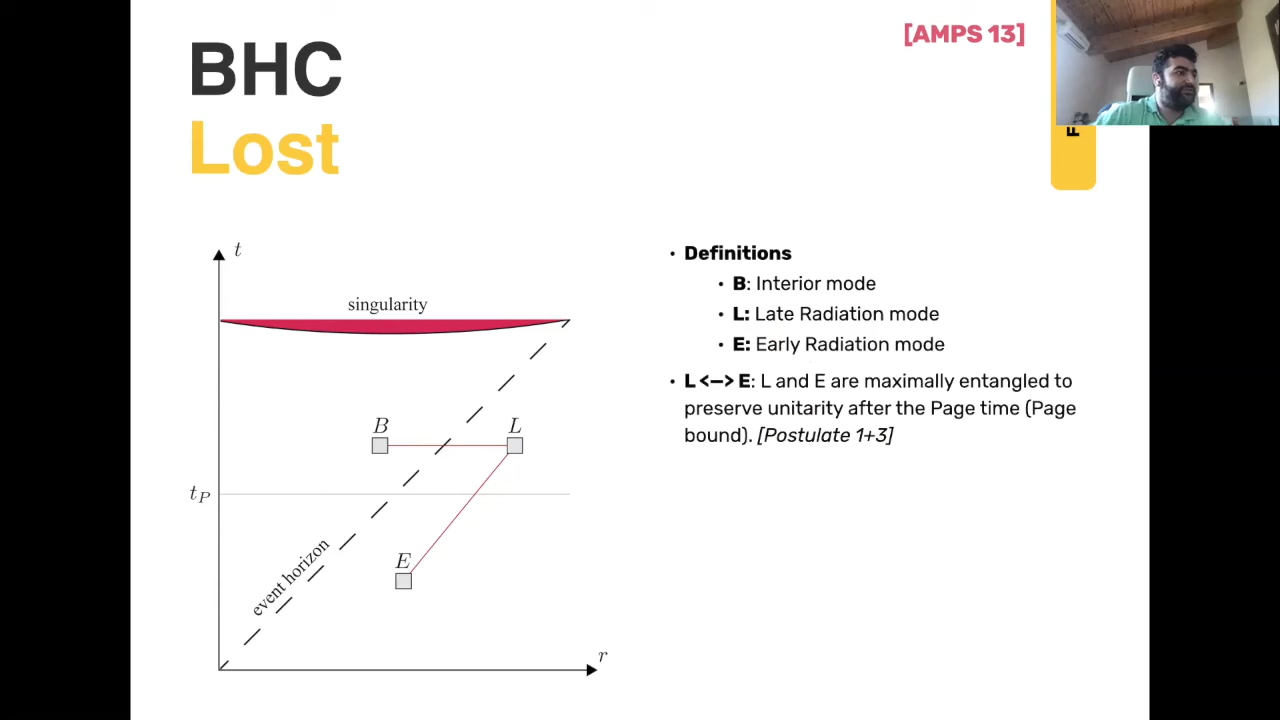 BHC
Lost
[AMPS 13]
F
t
singularity
B
L
t_P
E
event horizon
r
• Definitions
• B: Interior mode
• L: Late Radiation mode
• E: Early Radiation mode
• L <—> E: L and E are maximally entangled to
preserve unitarity after the Page time (Page
bound). [Postulate 1+3]